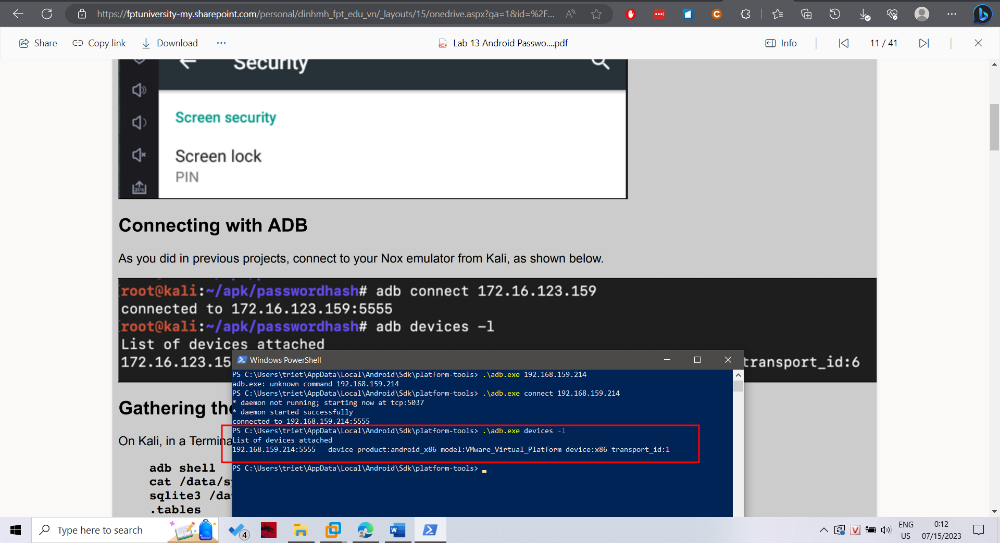 https://fptuniversity-my.sharepoint.com/personal/dinhmh_fpt_edu_vn/_layouts/15/onedrive.aspx?ga=1&id=%2F...
Share
Copy link
Download
Lab 13 Android Passwo....pdf
Info
11 / 41
Security
Screen security
Screen lock
PIN
Connecting with ADB
As you did in previous projects, connect to your Nox emulator from Kali, as shown below.
root@kali:~/apk/passwordhash# adb connect 172.16.123.159
connected to 172.16.123.159:5555
root@kali:~/apk/passwordhash# adb devices -l
List of devices attached
172.16.123.15 transport_id:6
Windows PowerShell
PS C:\Users\triet\AppData\Local\Android\Sdk\platform-tools> .\adb.exe 192.168.159.214
adb.exe: unknown command 192.168.159.214
PS C:\Users\triet\AppData\Local\Android\Sdk\platform-tools> .\adb.exe connect 192.168.159.214
* daemon not running; starting now at tcp:5037
* daemon started successfully
connected to 192.168.159.214:5555
PS C:\Users\triet\AppData\Local\Android\Sdk\platform-tools> .\adb.exe devices -l
List of devices attached
192.168.159.214:5555 device product:android_x86 model:VMware_Virtual_Platform device:x86 transport_id:1
PS C:\Users\triet\AppData\Local\Android\Sdk\platform-tools>
Gathering the
On Kali, in a Termina
adb shell
cat /data/s
sqlite3 /da
.tables
Type here to search
4
ENG
US
0:12
07/15/2023